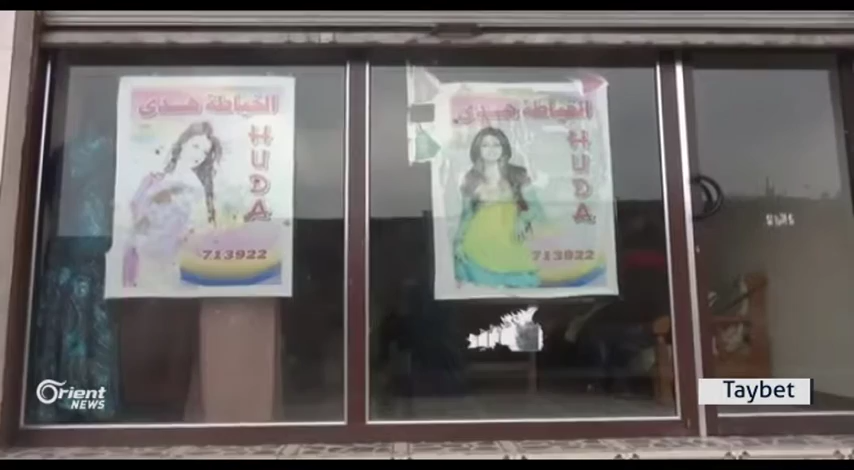 الخياطة هدى
HUDA
713922
الخياطة هدى
HUDA
713922
Orient
NEWS
Taybet